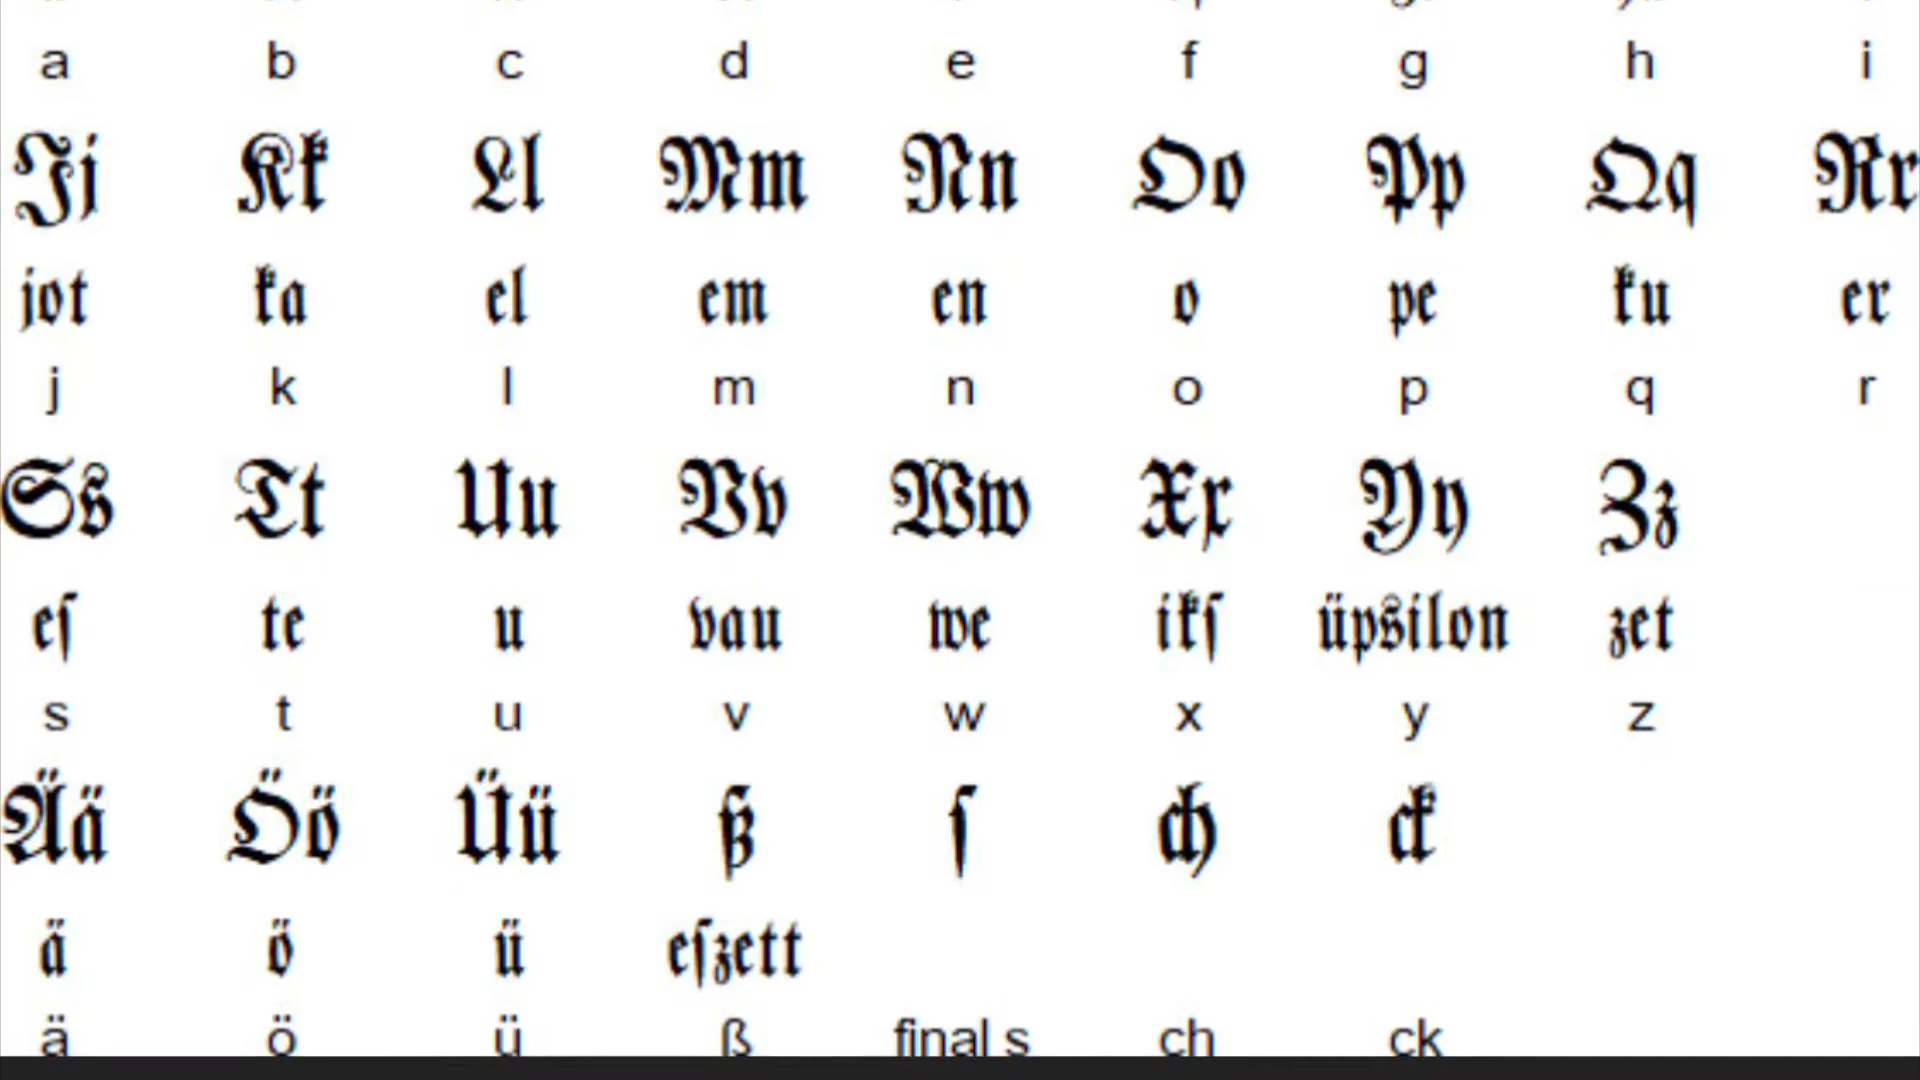 a b c d e f g h i
Jj Kk Ll Mm Nn Oo Pp Qq Rr
jot ka el em en o pe ku er
j k l m n o p q r
Ss Tt Uu Vv Ww Xx Yy Zz
eſ te u vau we ikſ üpsilon zet
s t u v w x y z
Ää Öö Üü ß ſ ch ck
ä ö ü eſzett
ä ö ü ß final s ch ck